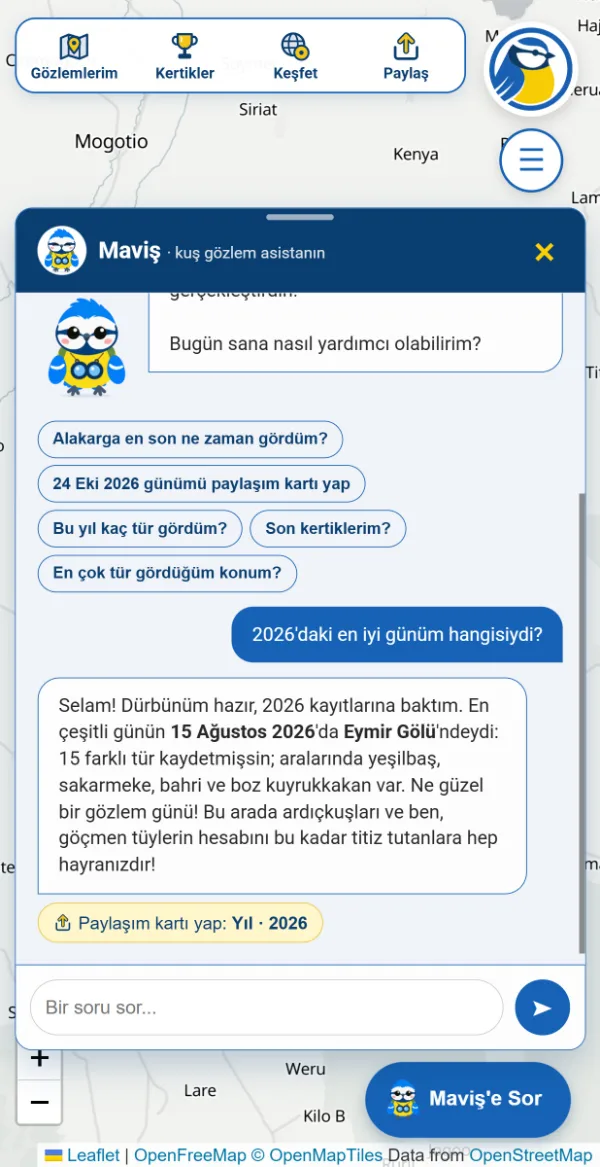 Gözlemlerim
Kertikler
Keşfet
Paylaş
Siriat
Mogotio
Kenya
Maviş · kuş gözlem asistanın
gerçekleştirdin.
Bugün sana nasıl yardımcı olabilirim?
Alakarga en son ne zaman gördüm?
24 Eki 2026 günümü paylaşım kartı yap
Bu yıl kaç tür gördüm?
Son kertiklerim?
En çok tür gördüğüm konum?
2026'daki en iyi günüm hangisiydi?
Selam! Dürbünüm hazır, 2026 kayıtlarına baktım. En
çeşitli günün 15 Ağustos 2026'da Eymir Gölü'ndeydi:
15 farklı tür kaydetmişsin; aralarında yeşilbaş,
sakarmeke, bahri ve boz kuyrukkakan var. Ne güzel
bir gözlem günü! Bu arada ardıçkuşları ve ben,
göçmen tüylerin hesabını bu kadar titiz tutanlara hep
hayranızdır!
Paylaşım kartı yap: Yıl · 2026
Bir soru sor...
+
−
Weru
Lare
Kilo B
Maviş'e Sor
Leaflet | OpenFreeMap © OpenMapTiles Data from OpenStreetMap